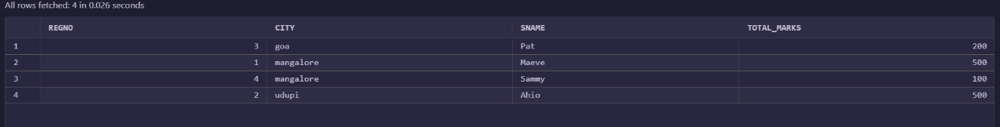 All rows fetched: 4 in 0.026 seconds
REGNO CITY SNAME TOTAL_MARKS
1 3 goa Pat 200
2 1 mangalore Maeve 500
3 4 mangalore Sammy 100
4 2 udupi Ahio 500